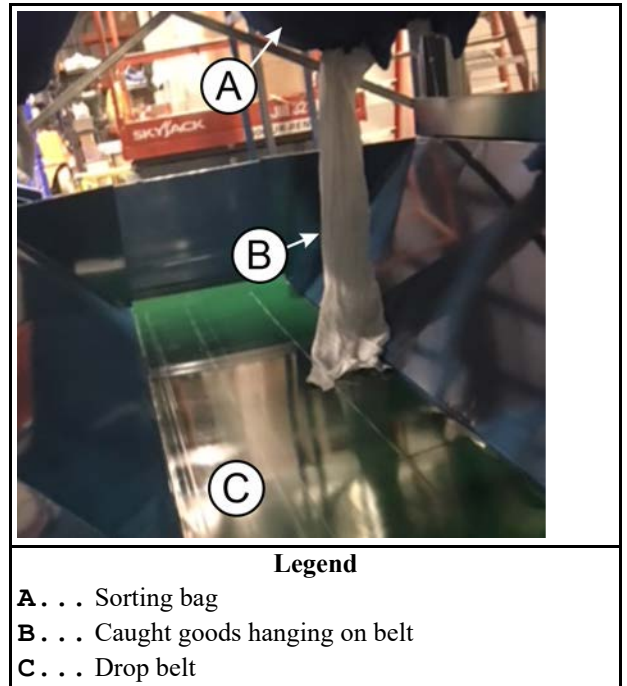 SKYJACK
A
B
C
Legend
A... Sorting bag
B... Caught goods hanging on belt
C... Drop belt